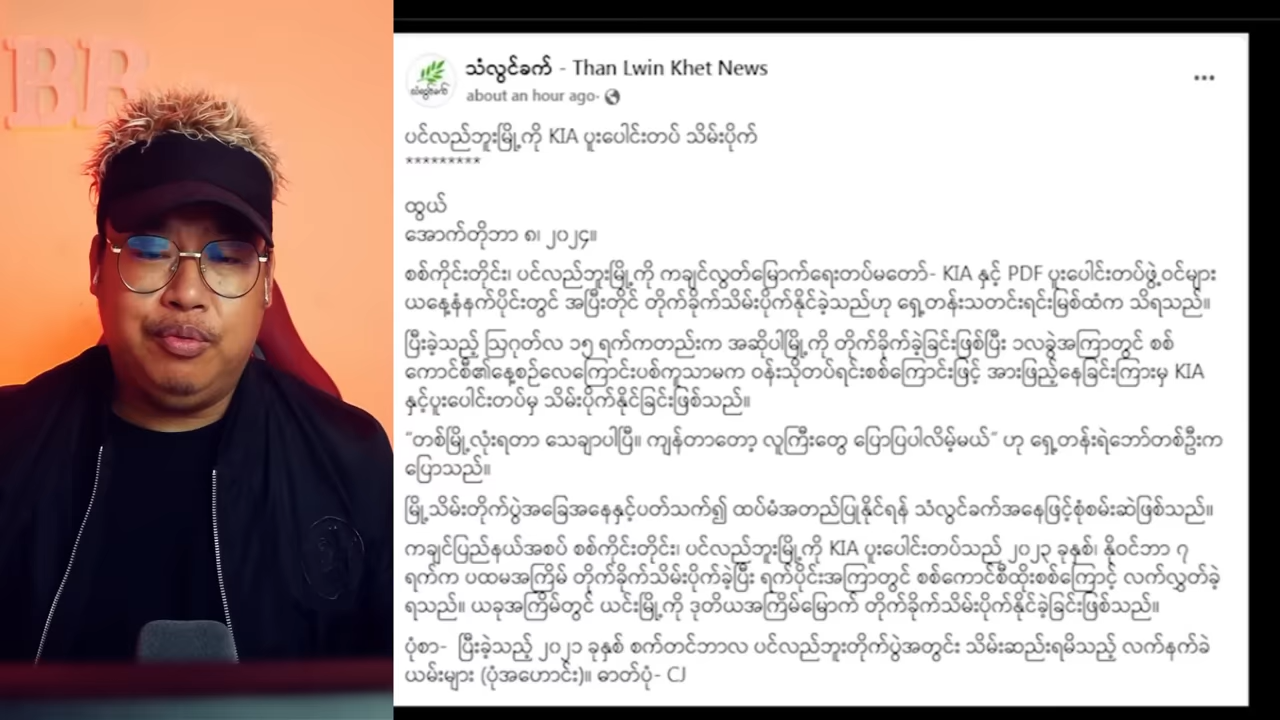 BR
သံလွင်ခက် - Than Lwin Khet News
about an hour ago·
သံလွင်ခက်
ပင်လည်ဘူးမြို့ကို KIA ပူးပေါင်းတပ် သိမ်းပိုက်
*********
ထွယ်
အောက်တိုဘာ ၈၊ ၂၀၂၄။
စစ်ကိုင်းတိုင်း၊ ပင်လည်ဘူးမြို့ကို ကချင်လွတ်မြောက်ရေးတပ်မတော်- KIA နှင့် PDF ပူးပေါင်းတပ်ဖွဲ့ဝင်များ
ယနေ့နံနက်ပိုင်းတွင် အပြီးတိုင် တိုက်ခိုက်သိမ်းပိုက်နိုင်ခဲ့သည်ဟု ရှေ့တန်းသတင်းရင်းမြစ်ထံက သိရသည်။
ပြီးခဲ့သည့် ဩဂုတ်လ ၁၅ ရက်ကတည်းက အဆိုပါမြို့ကို တိုက်ခိုက်ခဲ့ခြင်းဖြစ်ပြီး ၁လခွဲအကြာတွင် စစ်
ကောင်စီ၏နေ့စဉ်လေကြောင်းပစ်ကူသာမက ဝန်းသိုတပ်ရင်းစစ်ကြောင်းဖြင့် အားဖြည့်နေခြင်းကြားမှ KIA
နှင့်ပူးပေါင်းတပ်မှ သိမ်းပိုက်နိုင်ခြင်းဖြစ်သည်။
“တစ်မြို့လုံးရတာ သေချာပါပြီ။ ကျန်တာတော့ လူကြီးတွေ ပြောပြပါလိမ့်မယ်” ဟု ရှေ့တန်းရဲဘော်တစ်ဦးက
ပြောသည်။
မြို့သိမ်းတိုက်ပွဲအခြေအနေနှင့်ပတ်သက်၍ ထပ်မံအတည်ပြုနိုင်ရန် သံလွင်ခက်အနေဖြင့်စုံစမ်းဆဲဖြစ်သည်။
ကချင်ပြည်နယ်အစပ် စစ်ကိုင်းတိုင်း၊ ပင်လည်ဘူးမြို့ကို KIA ပူးပေါင်းတပ်သည် ၂၀၂၃ ခုနှစ်၊ နိုဝင်ဘာ ၇
ရက်က ပထမအကြိမ် တိုက်ခိုက်သိမ်းပိုက်ခဲ့ပြီး ရက်ပိုင်းအကြာတွင် စစ်ကောင်စီထိုးစစ်ကြောင့် လက်လွှတ်ခဲ့
ရသည်။ ယခုအကြိမ်တွင် ယင်းမြို့ကို ဒုတိယအကြိမ်မြောက် တိုက်ခိုက်သိမ်းပိုက်နိုင်ခဲ့ခြင်းဖြစ်သည်။
ပုံစာ- ပြီးခဲ့သည့် ၂၀၂၁ ခုနှစ် စက်တင်ဘာလ ပင်လည်ဘူးတိုက်ပွဲအတွင်း သိမ်းဆည်းရမိသည့် လက်နက်ခဲ
ယမ်းများ (ပုံအဟောင်း)။ ဓာတ်ပုံ- CJ